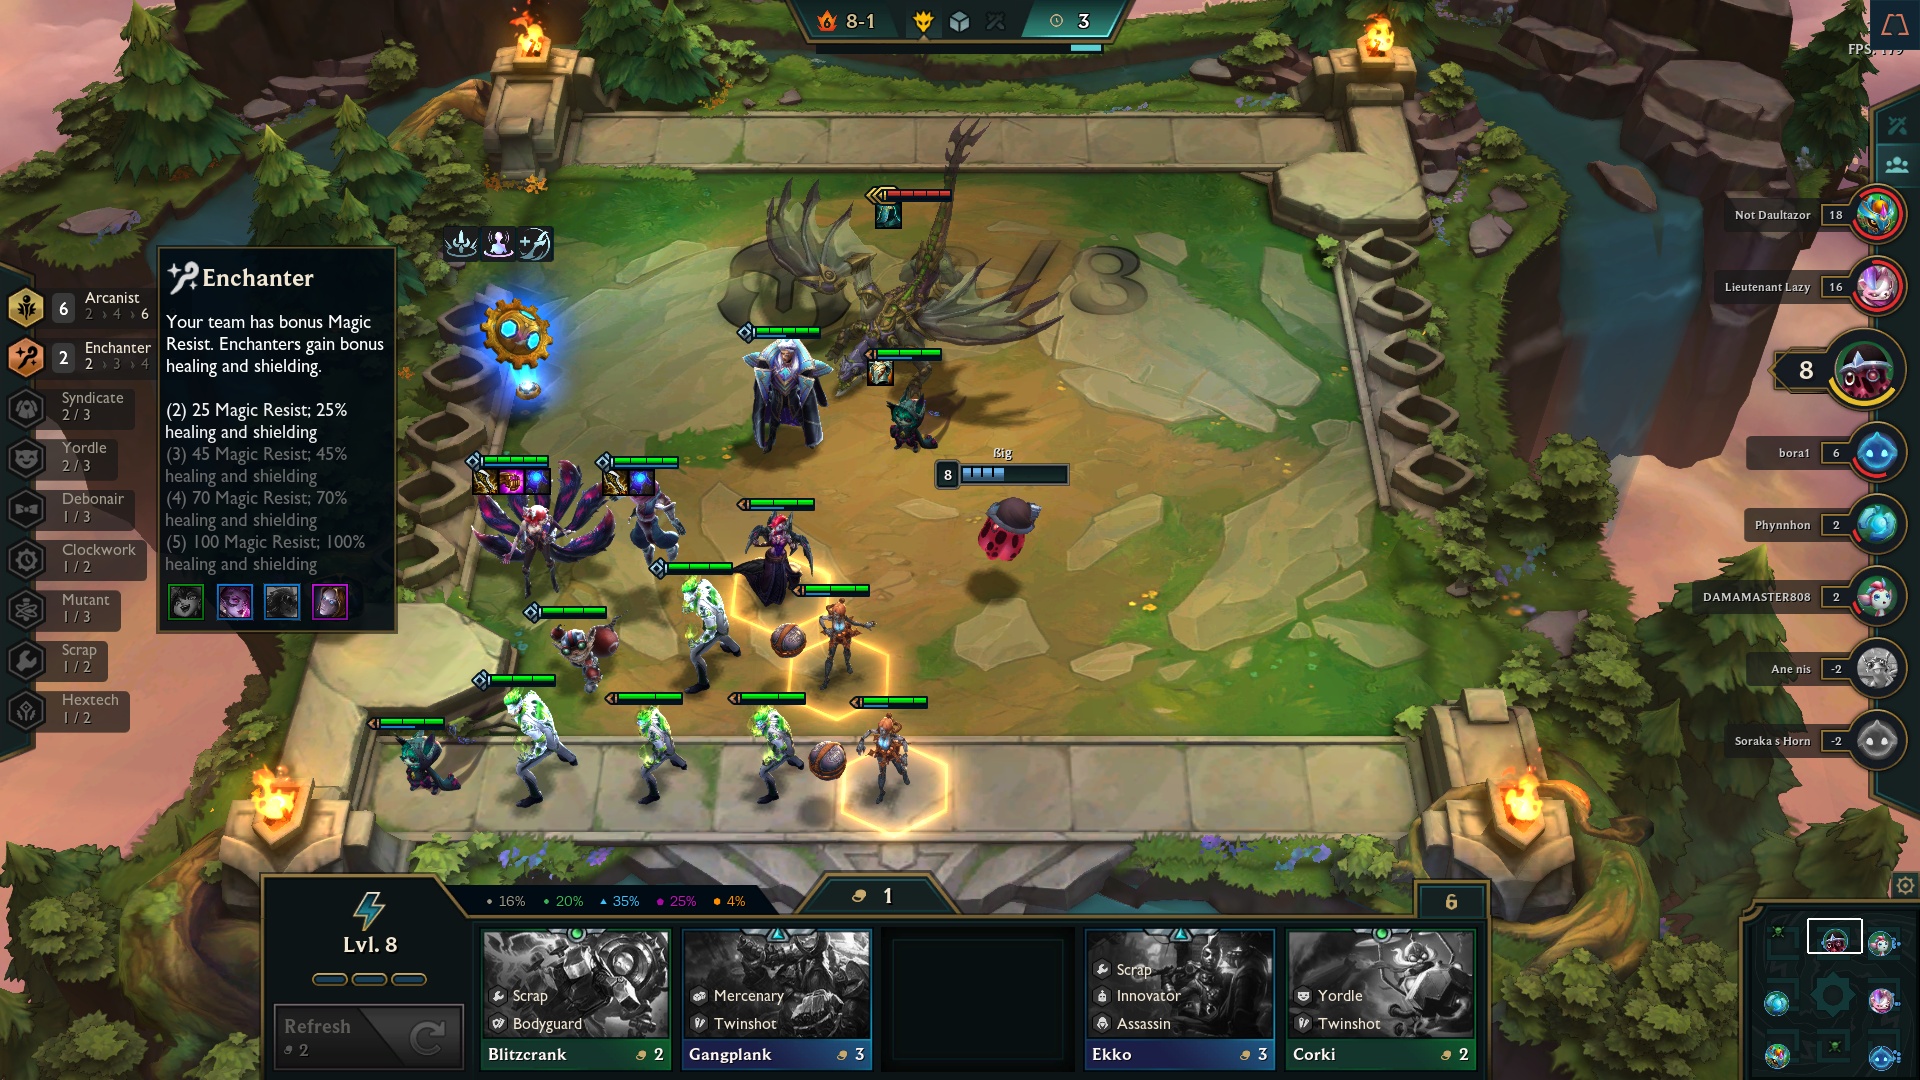 8-1
3
FPS: 119
Enchanter
Your team has bonus Magic
Resist. Enchanters gain bonus
healing and shielding.
(2) 25 Magic Resist; 25%
healing and shielding
(3) 45 Magic Resist; 45%
healing and shielding
(4) 70 Magic Resist; 70%
healing and shielding
(5) 100 Magic Resist; 100%
healing and shielding
6
Arcanist
2 › 4 › 6
2
Enchanter
2 › 3 › 4
Syndicate
2 / 3
Yordle
2 / 3
Debonair
1 / 3
Clockwork
1 / 2
Mutant
1 / 3
Scrap
1 / 2
Hextech
1 / 2
/8
ßig
8
Not Daultazor 18
Lieutenant Lazy 16
8
bora1 6
Phynnhon 2
DAMAMASTER808 2
Ane nis -2
Soraka s Horn -2
16% 20% 35% 25% 4%
1
6
Lvl. 8
Refresh
2
Scrap
Bodyguard
Blitzcrank 2
Mercenary
Twinshot
Gangplank 3
Scrap
Innovator
Assassin
Ekko 3
Yordle
Twinshot
Corki 2